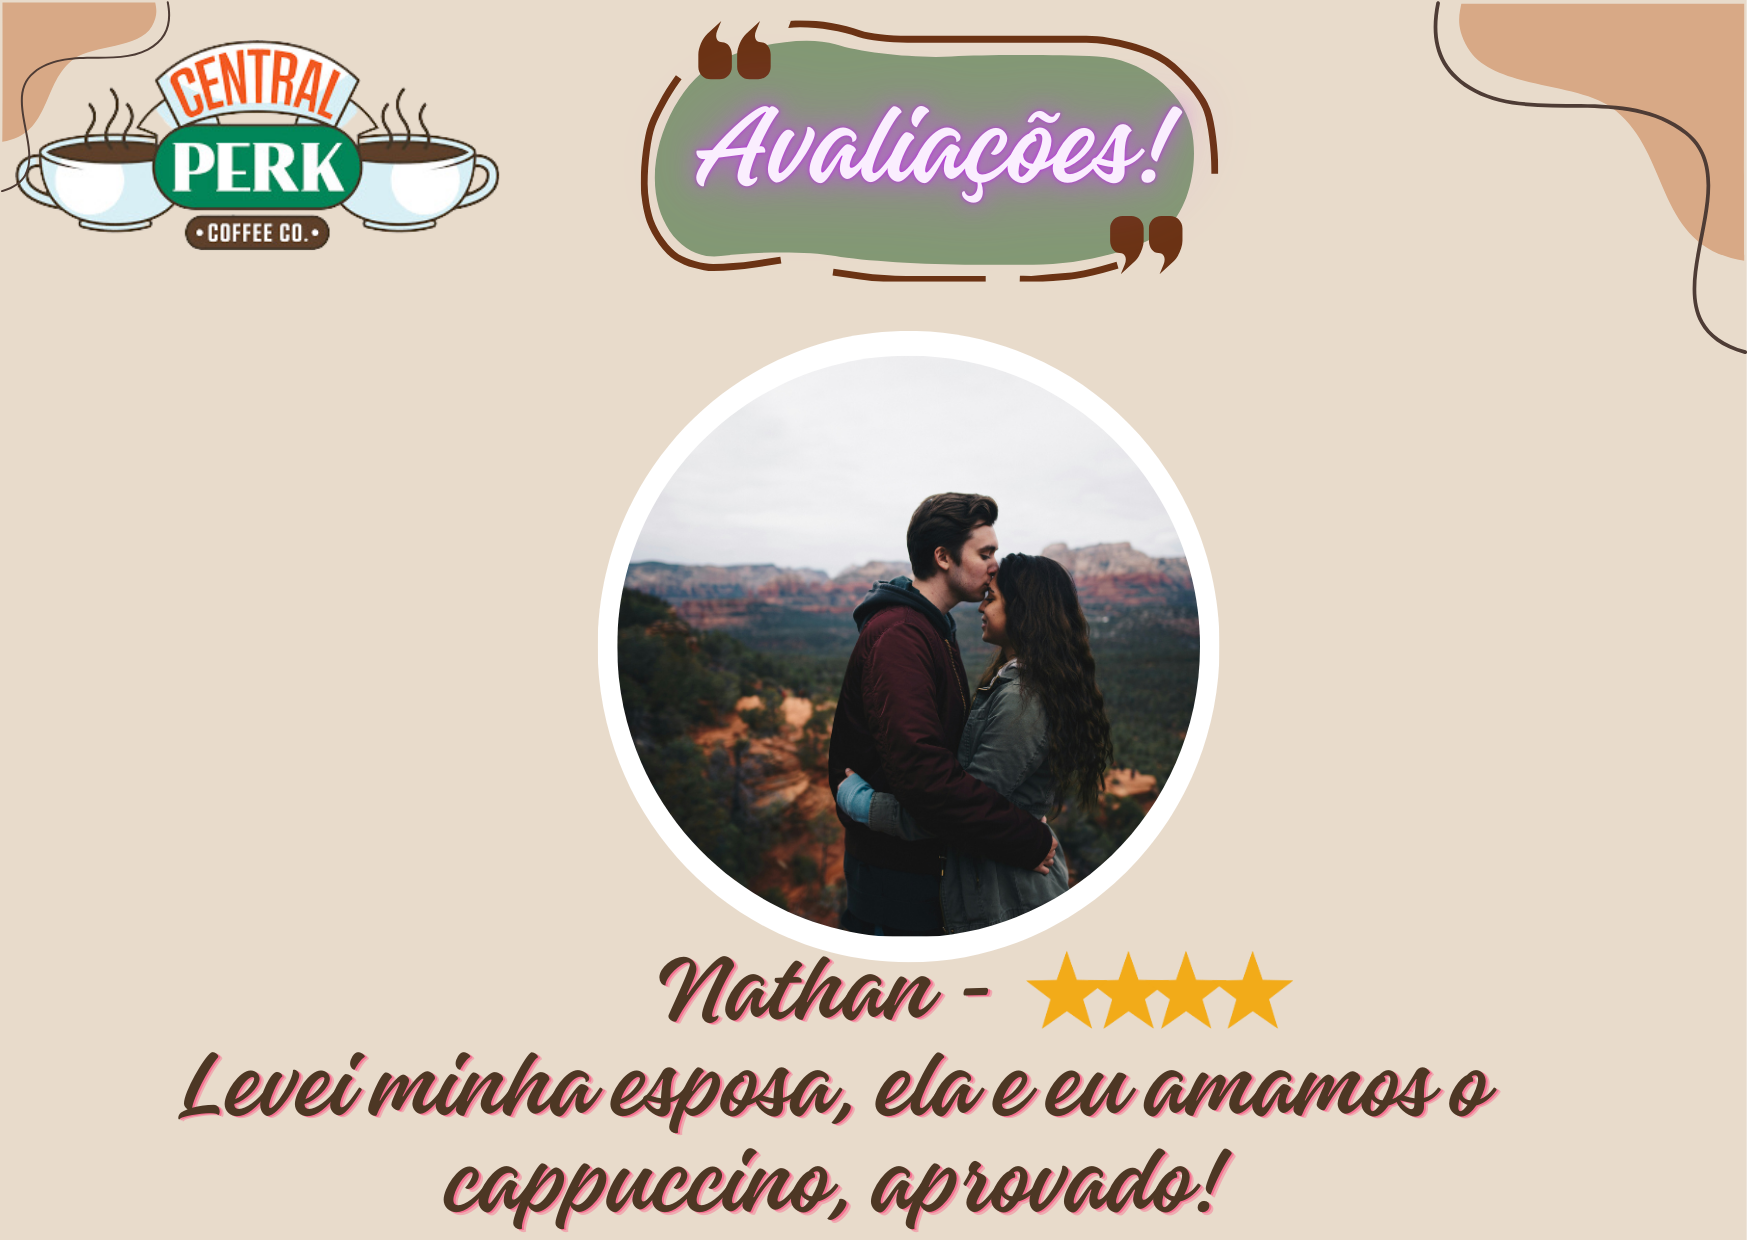 CENTRAL
PERK
• COFFEE CO. •
Avaliações!
Nathan -
Levei minha esposa, ela e eu amamos o
cappuccino, aprovado!